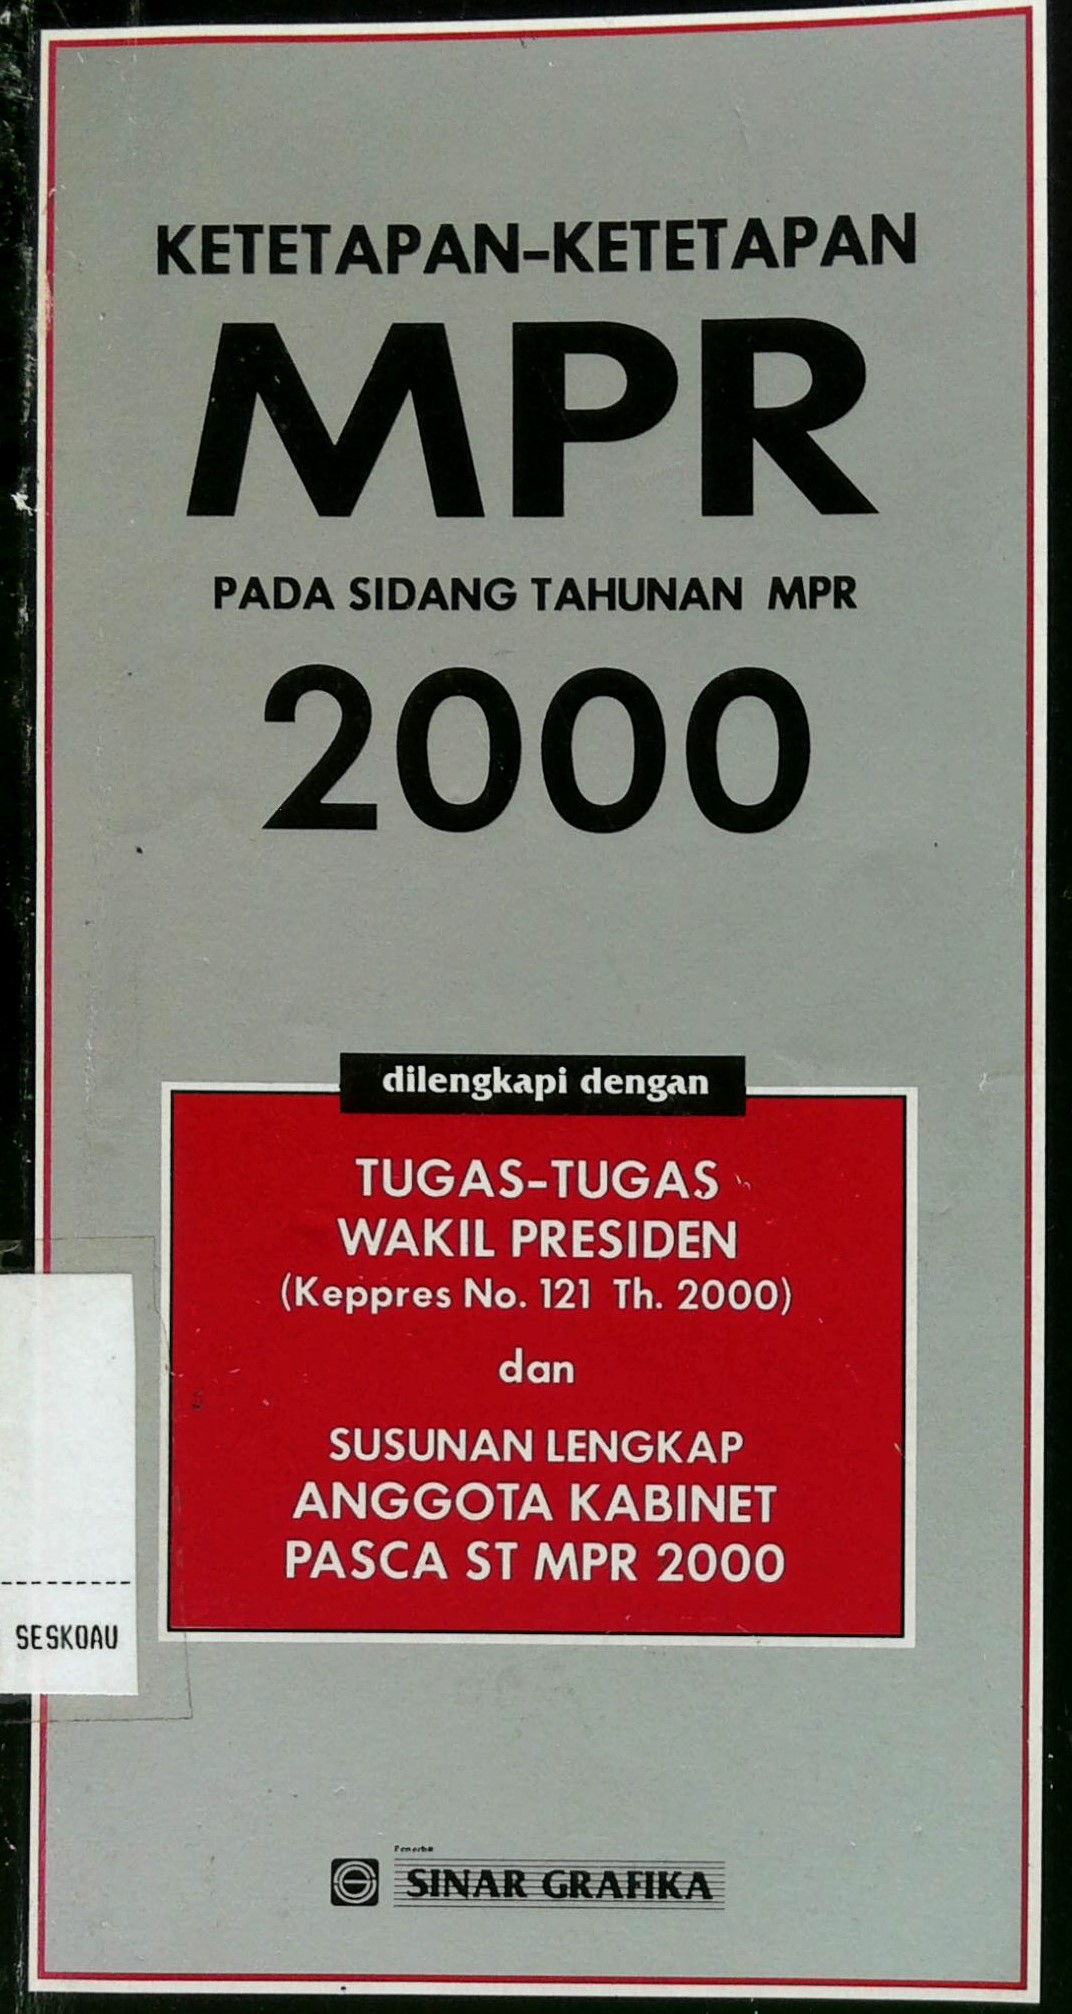 KETETAPAN-KETETAPAN
MPR
PADA SIDANG TAHUNAN MPR
2000
dilengkapi dengan
TUGAS-TUGAS
WAKIL PRESIDEN
(Keppres No. 121 Th. 2000)
dan
SUSUNAN LENGKAP
ANGGOTA KABINET
PASCA ST MPR 2000
SESKOAU
Penerbit
SINAR GRAFIKA